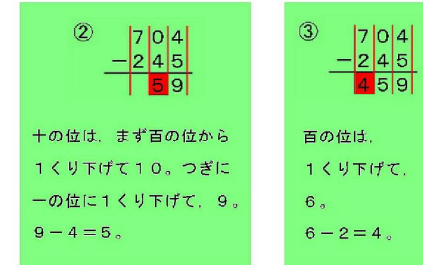 ②
704
－245
59
十の位は，まず百の位から
１くり下げて１０。つぎに
一の位に１くり下げて，９。
９－４＝５。
③
704
－245
459
百の位は，
１くり下げて，
６。
６－２＝４。